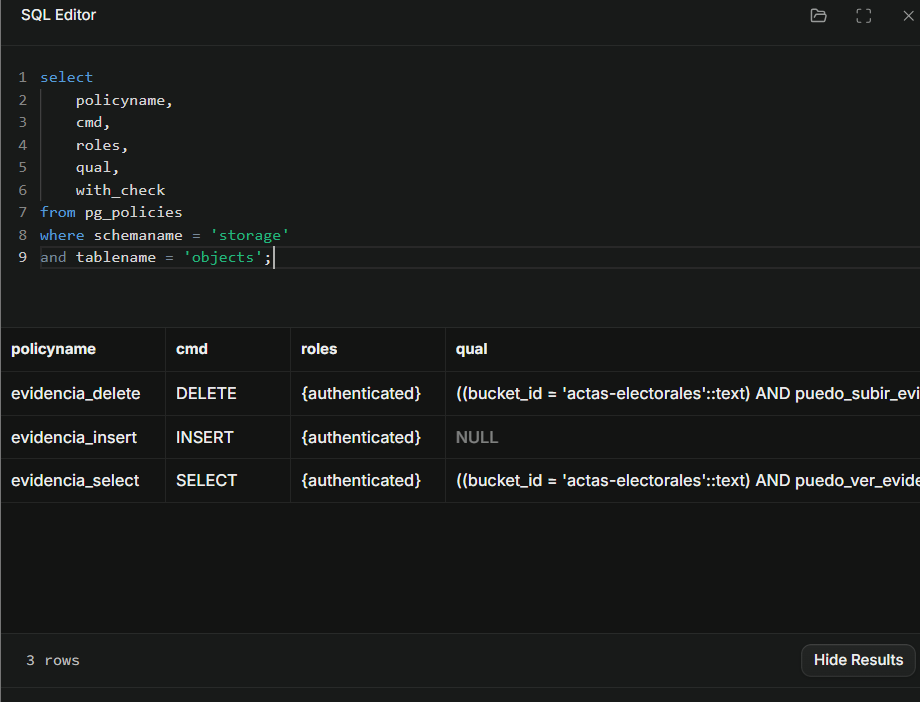 SQL Editor
1 select
2 policyname,
3 cmd,
4 roles,
5 qual,
6 with_check
7 from pg_policies
8 where schemaname = 'storage'
9 and tablename = 'objects';
policyname cmd roles qual
evidencia_delete DELETE {authenticated} ((bucket_id = 'actas-electorales'::text) AND puedo_subir_evi
evidencia_insert INSERT {authenticated} NULL
evidencia_select SELECT {authenticated} ((bucket_id = 'actas-electorales'::text) AND puedo_ver_evide
3 rows
Hide Results